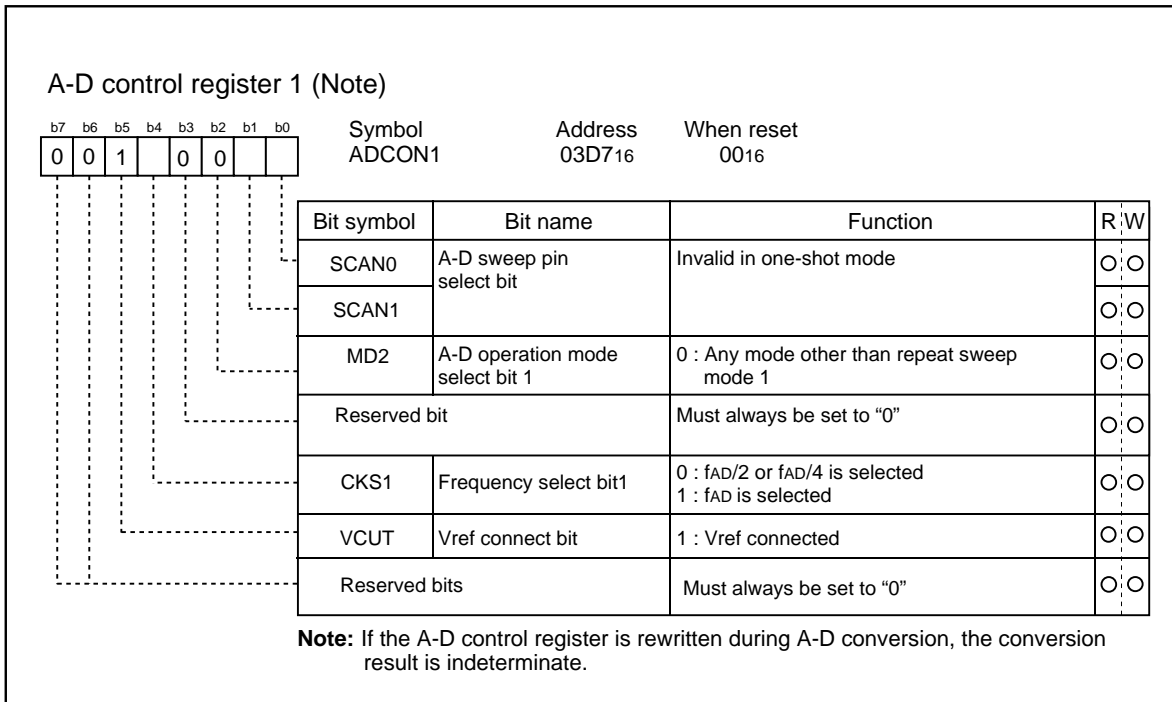 A-D control register 1 (Note)
b7 b6 b5 b4 b3 b2 b1 b0
0 0 1 0 0
Symbol Address When reset
ADCON1 03D716 0016
Bit symbol Bit name Function R W
SCAN0 A-D sweep pin select bit Invalid in one-shot mode O O
SCAN1 O O
MD2 A-D operation mode select bit 1 0 : Any mode other than repeat sweep mode 1 O O
Reserved bit Must always be set to “0” O O
CKS1 Frequency select bit1 0 : fAD/2 or fAD/4 is selected
1 : fAD is selected O O
VCUT Vref connect bit 1 : Vref connected O O
Reserved bits Must always be set to “0” O O
Note: If the A-D control register is rewritten during A-D conversion, the conversion
result is indeterminate.